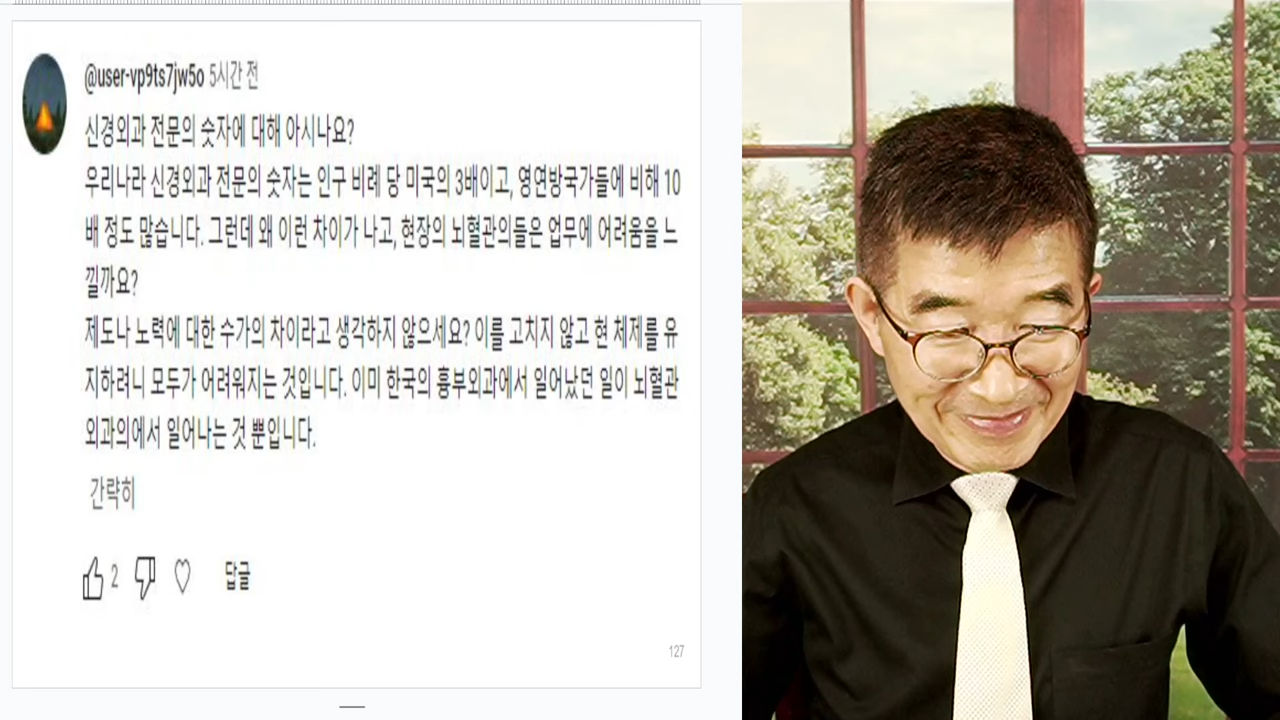 @user-vp9ts7jw5o 5시간 전
신경외과 전문의 숫자에 대해 아시나요?
우리나라 신경외과 전문의 숫자는 인구 비례 당 미국의 3배이고, 영연방국가들에 비해 10
배 정도 많습니다. 그런데 왜 이런 차이가 나고, 현장의 뇌혈관의들은 업무에 어려움을 느
낄까요?
제도나 노력에 대한 수가의 차이라고 생각하지 않으세요? 이를 고치지 않고 현 체제를 유
지하려니 모두가 어려워지는 것입니다. 이미 한국의 흉부외과에서 일어났던 일이 뇌혈관
외과의에서 일어나는 것 뿐입니다.
간략히
2 답글
127